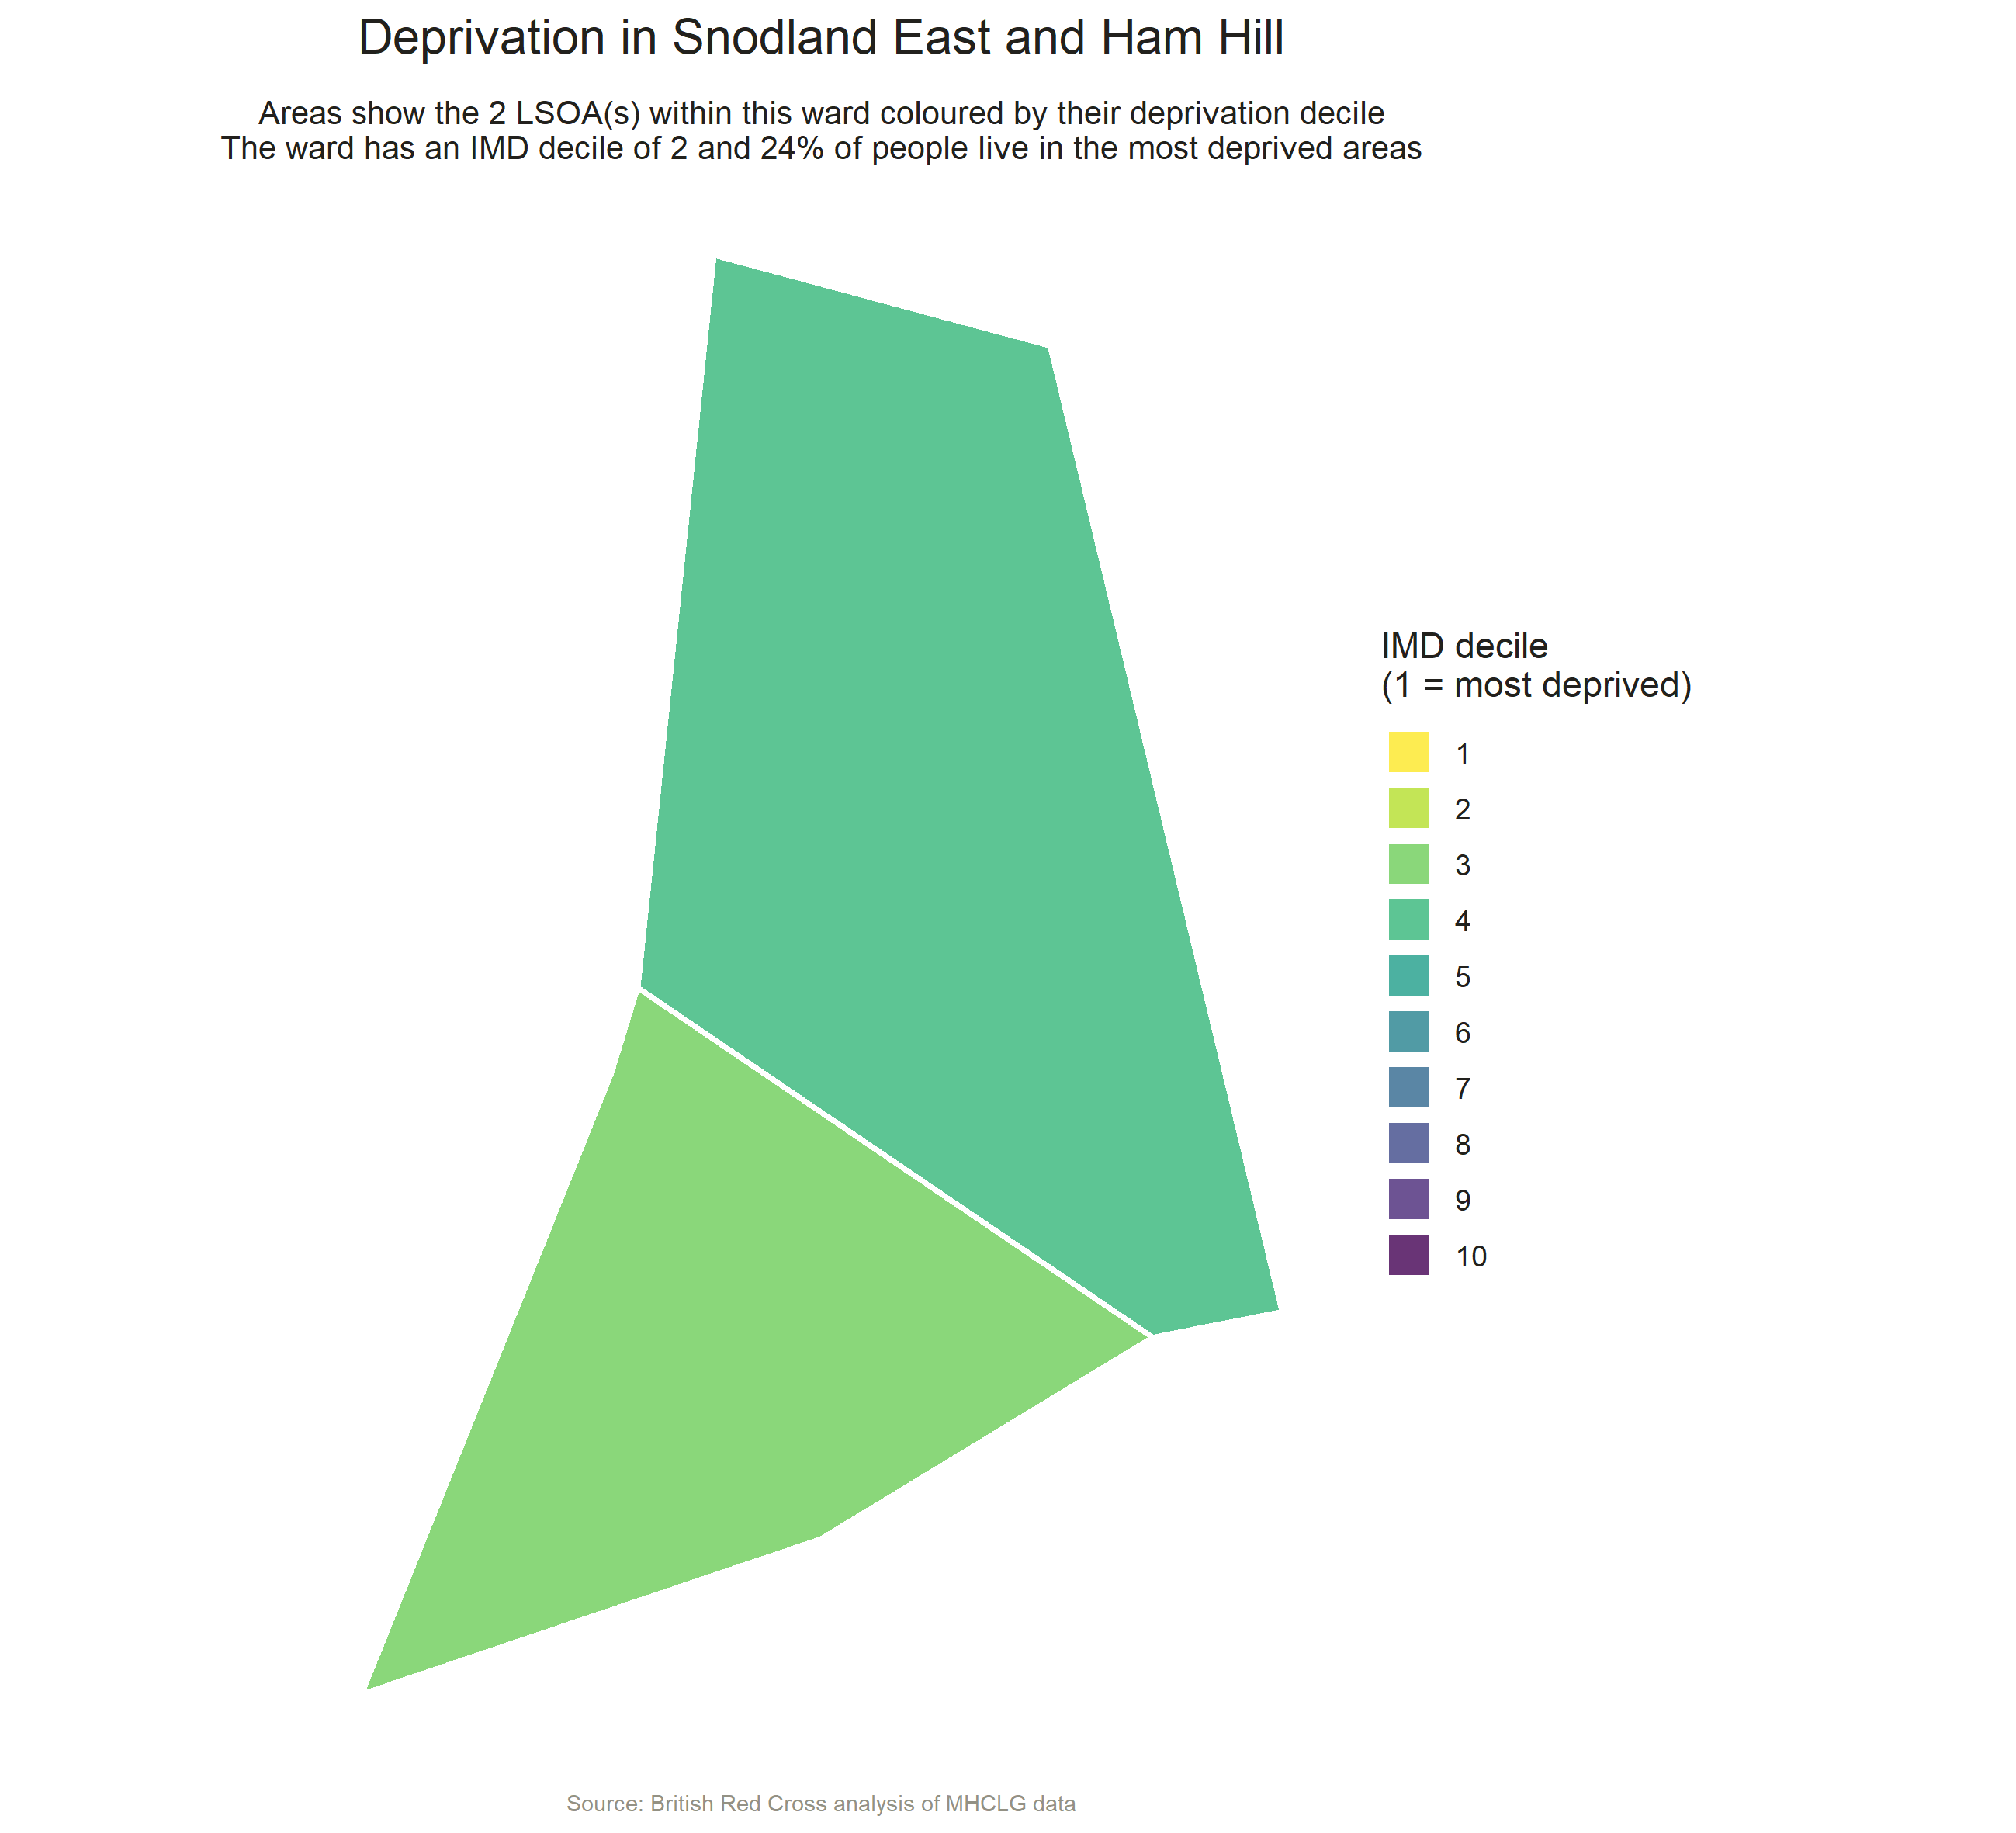 Deprivation in Snodland East and Ham Hill
Areas show the 2 LSOA(s) within this ward coloured by their deprivation decile
The ward has an IMD decile of 2 and 24% of people live in the most deprived areas
IMD decile
(1 = most deprived)
1
2
3
4
5
6
7
8
9
10
Source: British Red Cross analysis of MHCLG data